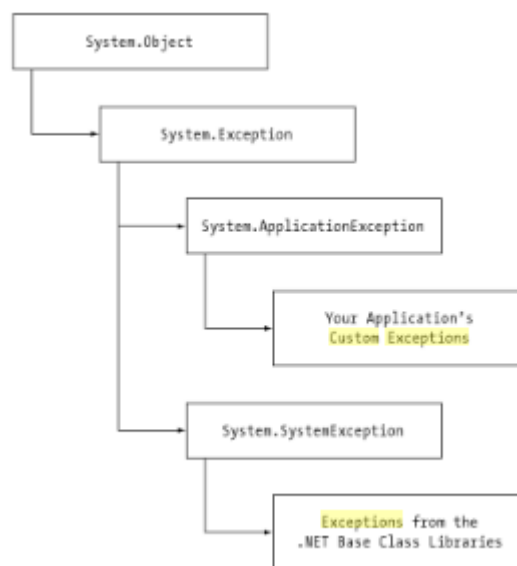 System.Object
System.Exception
System.ApplicationException
Your Application's
Custom Exceptions
System.SystemException
Exceptions from the
.NET Base Class Libraries